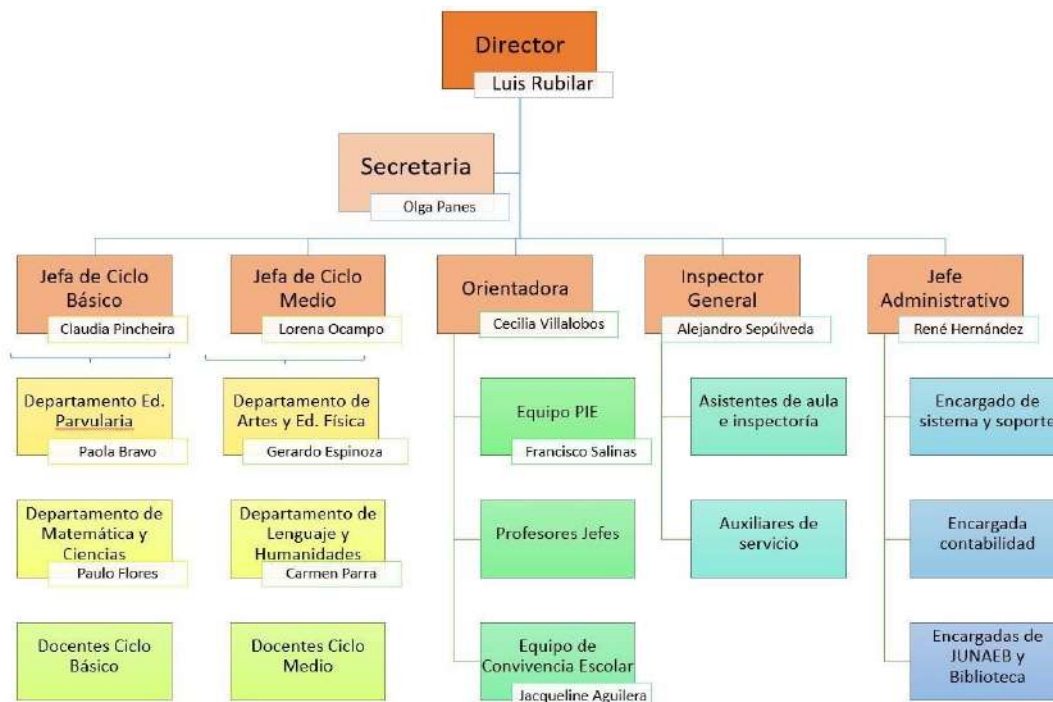 Director
Luis Rubilar
Secretaria
Olga Panes
Jefa de Ciclo
Básico
Claudia Pincheira
Jefa de Ciclo
Medio
Lorena Ocampo
Orientadora
Cecilia Villalobos
Inspector
General
Alejandro Sepúlveda
Jefe
Administrativo
René Hernández
Departamento Ed.
Parvularia
Paola Bravo
Departamento de
Artes y Ed. Física
Gerardo Espinoza
Equipo PIE
Francisco Salinas
Asistentes de aula
e inspectoría
Encargado de
sistema y soporte
Departamento de
Matemática y
Ciencias
Paulo Flores
Departamento de
Lenguaje y
Humanidades
Carmen Parra
Profesores Jefes
Auxiliares de
servicio
Encargada
contabilidad
Docentes Ciclo
Básico
Docentes Ciclo
Medio
Equipo de
Convivencia Escolar
Jacqueline Aguilera
Encargadas de
JUNAEB y
Biblioteca